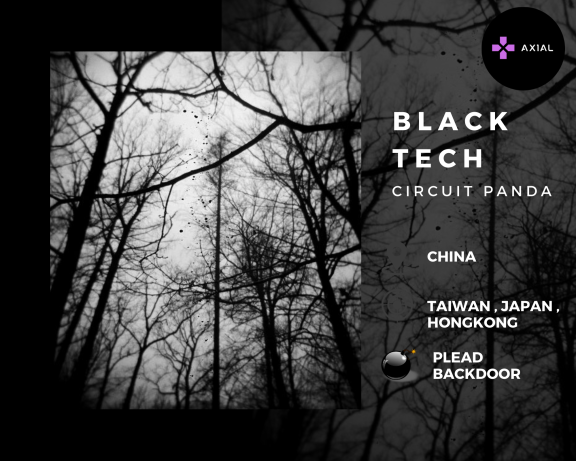 AXIAL
BLACK
TECH
CIRCUIT PANDA
CHINA
TAIWAN , JAPAN ,
HONGKONG
PLEAD
BACKDOOR